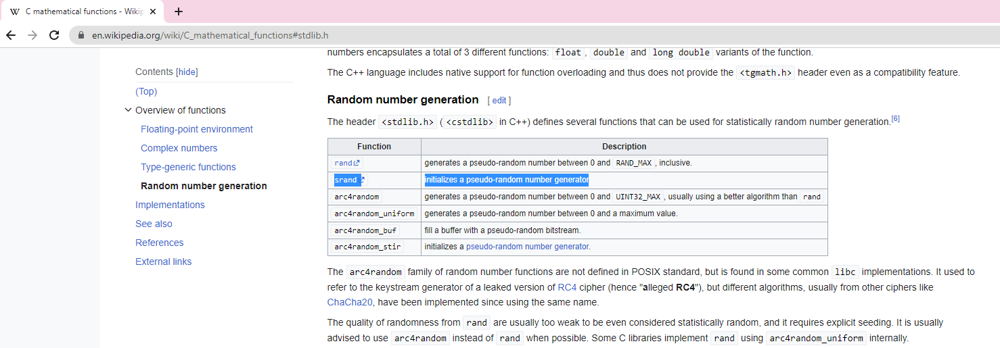 C mathematical functions - Wikip
en.wikipedia.org/wiki/C_mathematical_functions#stdlib.h
Contents [hide]
(Top)
Overview of functions
Floating-point environment
Complex numbers
Type-generic functions
Random number generation
Implementations
See also
References
External links
numbers encapsulates a total of 3 different functions: float, double and long double variants of the function.
The C++ language includes native support for function overloading and thus does not provide the <tgmath.h> header even as a compatibility feature.
Random number generation [ edit ]
The header <stdlib.h> ( <cstdlib> in C++) defines several functions that can be used for statistically random number generation.[6]
Function Description
rand generates a pseudo-random number between 0 and RAND_MAX, inclusive.
srand initializes a pseudo-random number generator
arc4random generates a pseudo-random number between 0 and UINT32_MAX, usually using a better algorithm than rand
arc4random_uniform generates a pseudo-random number between 0 and a maximum value.
arc4random_buf fill a buffer with a pseudo-random bitstream.
arc4random_stir initializes a pseudo-random number generator.
The arc4random family of random number functions are not defined in POSIX standard, but is found in some common libc implementations. It used to
refer to the keystream generator of a leaked version of RC4 cipher (hence "alleged RC4"), but different algorithms, usually from other ciphers like
ChaCha20, have been implemented since using the same name.
The quality of randomness from rand are usually too weak to be even considered statistically random, and it requires explicit seeding. It is usually
advised to use arc4random instead of rand when possible. Some C libraries implement rand using arc4random_uniform internally.